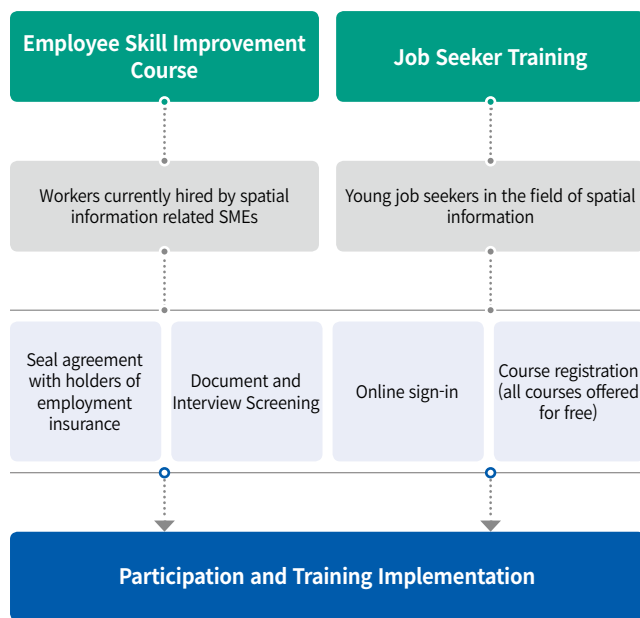 Employee Skill Improvement
Course
Job Seeker Training
Workers currently hired by spatial
information related SMEs
Young job seekers in the field of spatial
information
Seal agreement
with holders of
employment
insurance
Document and
Interview Screening
Online sign-in
Course registration
(all courses offered
for free)
Participation and Training Implementation